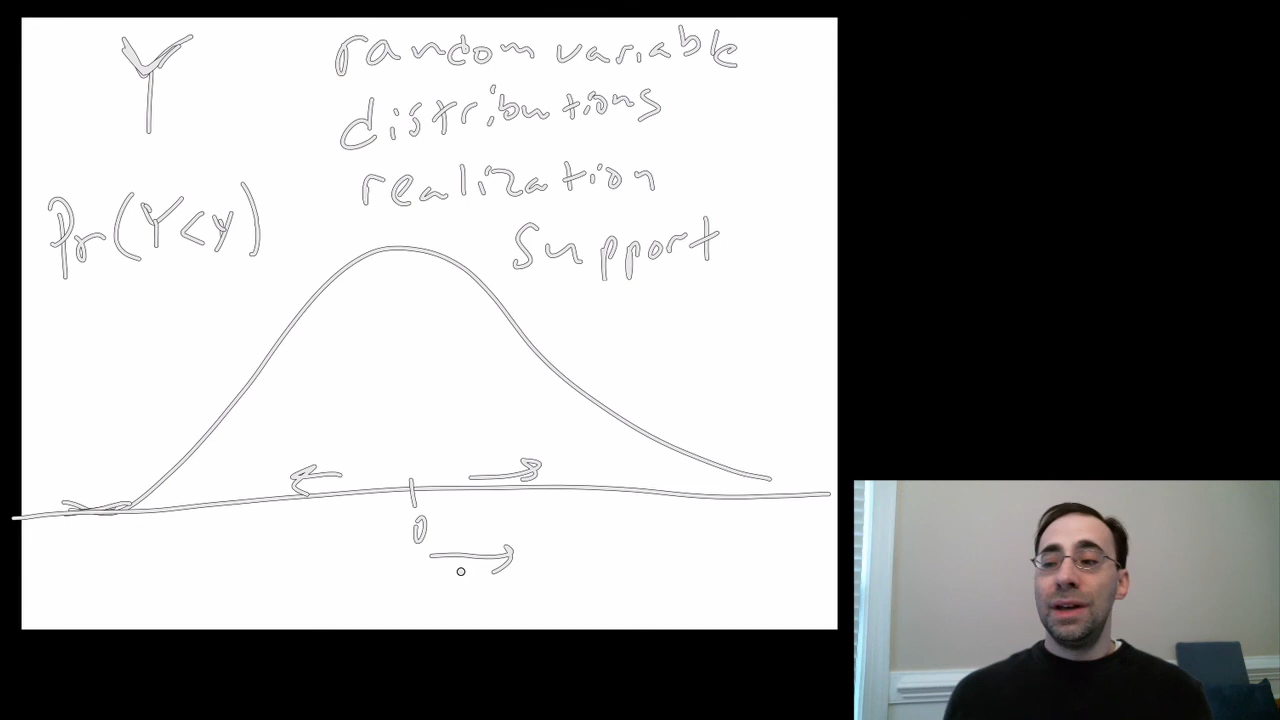 Y random variable
distributions
realization
Pr(Y<y)
support
0